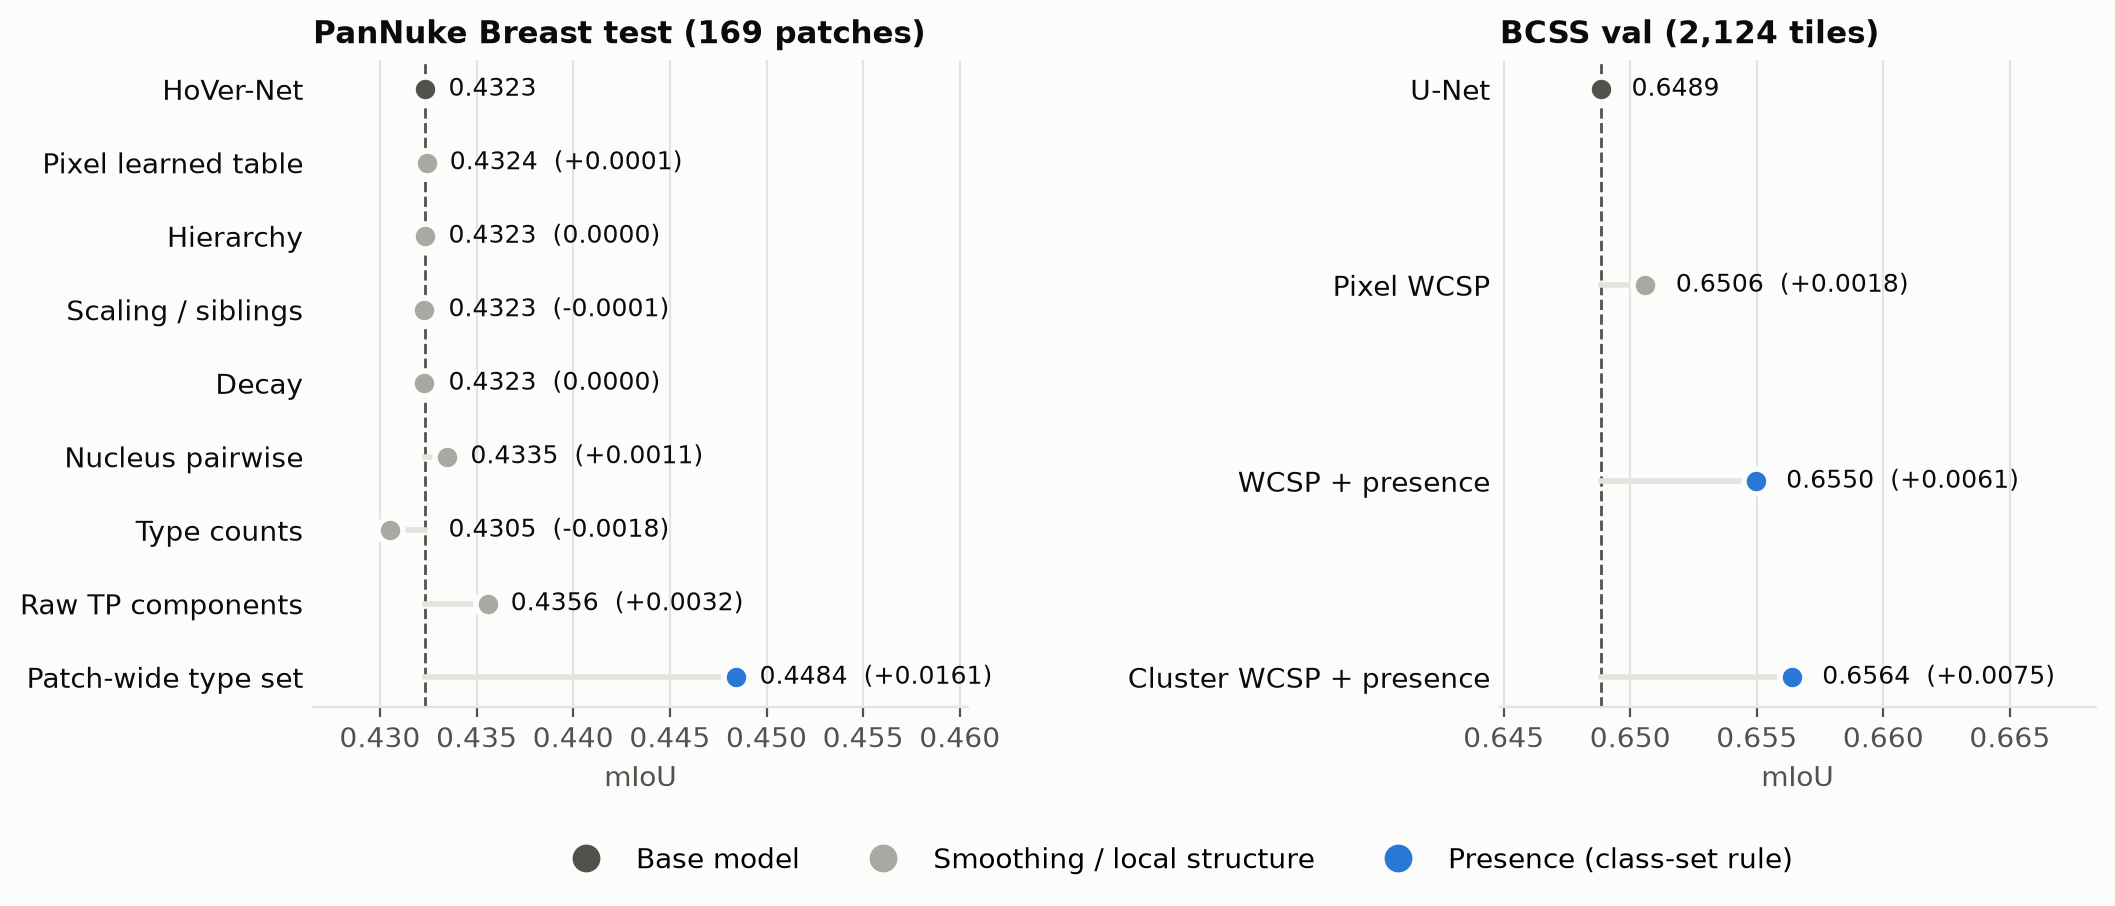 PanNuke Breast test (169 patches)
HoVer-Net 0.4323
Pixel learned table 0.4324 (+0.0001)
Hierarchy 0.4323 (0.0000)
Scaling / siblings 0.4323 (-0.0001)
Decay 0.4323 (0.0000)
Nucleus pairwise 0.4335 (+0.0011)
Type counts 0.4305 (-0.0018)
Raw TP components 0.4356 (+0.0032)
Patch-wide type set 0.4484 (+0.0161)
0.430 0.435 0.440 0.445 0.450 0.455 0.460
mIoU
BCSS val (2,124 tiles)
U-Net 0.6489
Pixel WCSP 0.6506 (+0.0018)
WCSP + presence 0.6550 (+0.0061)
Cluster WCSP + presence 0.6564 (+0.0075)
0.645 0.650 0.655 0.660 0.665
mIoU
Base model Smoothing / local structure Presence (class-set rule)